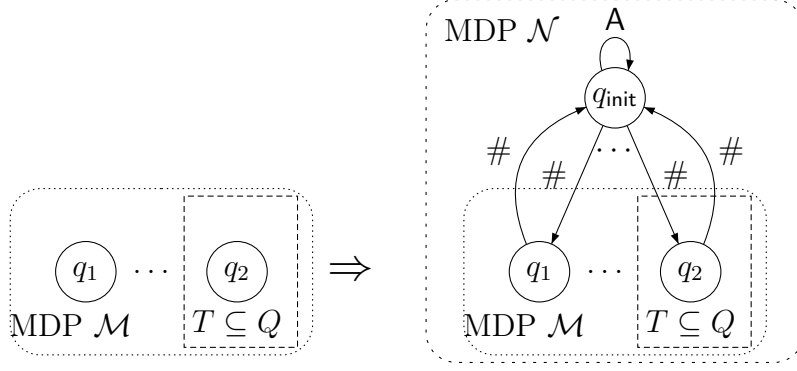 MDP 𝒩
A
q_init
# # ⋯ # #
q_1 ⋯ q_2
MDP ℳ T ⊆ Q
⇒
q_1 ⋯ q_2
MDP ℳ T ⊆ Q